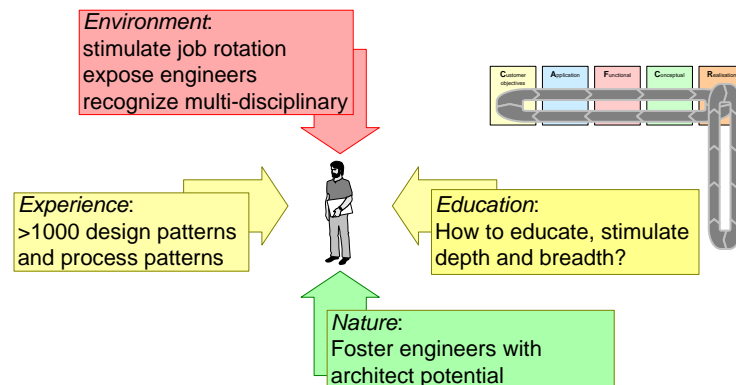 Environment:
stimulate job rotation
expose engineers
recognize multi-disciplinary
Customer
objectives
Application
Functional
Conceptual
Realisation
Experience:
>1000 design patterns
and process patterns
Education:
How to educate, stimulate
depth and breadth?
Nature:
Foster engineers with
architect potential